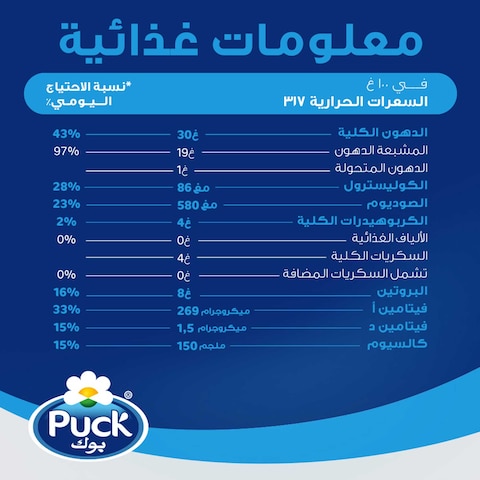 معلومات غذائية
في ١٠٠ غ
السعرات الحرارية ٣١٧
*نسبة الاحتياج
اليومي٪
الدهون الكلية 30غ 43%
المشبعة الدهون 19غ 97%
الدهون المتحولة 1غ
الكوليسترول 86 مغ 28%
الصوديوم 580 مغ 23%
الكربوهيدرات الكلية 4غ 2%
الألياف الغذائية 0غ 0%
السكريات الكلية 4غ
تشمل السكريات المضافة 0غ 0%
البروتين 8غ 16%
فيتامين أ 269 ميكروجرام 33%
فيتامين د 1,5 ميكروجرام 15%
كالسيوم 150 ملجم 15%
Puck®
بوك